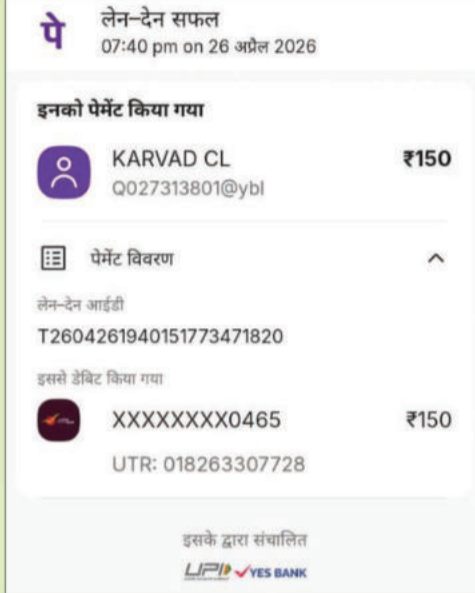 पे
लेन-देन सफल
07:40 pm on 26 अप्रैल 2026
इनको पेमेंट किया गया
KARVAD CL ₹150
Q027313801@ybl
पेमेंट विवरण
लेन-देन आईडी
T2604261940151773471820
इससे डेबिट किया गया
XXXXXXXX0465 ₹150
UTR: 018263307728
इसके द्वारा संचालित
UPI YES BANK